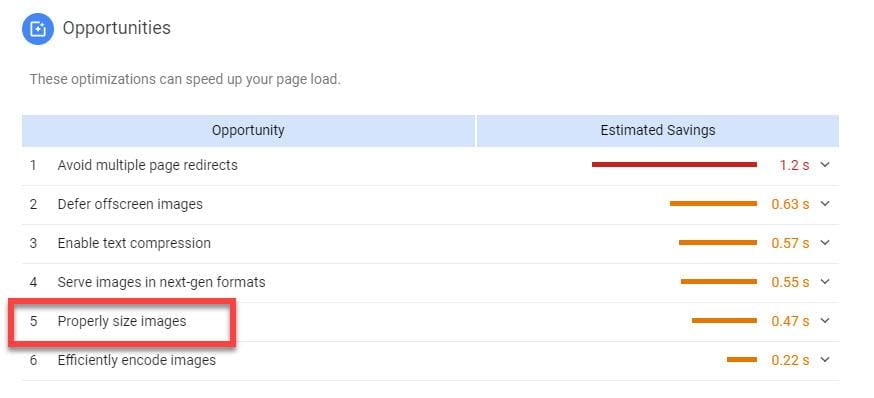 Opportunities
These optimizations can speed up your page load.
Opportunity Estimated Savings
1 Avoid multiple page redirects 1.2 s
2 Defer offscreen images 0.63 s
3 Enable text compression 0.57 s
4 Serve images in next-gen formats 0.55 s
5 Properly size images 0.47 s
6 Efficiently encode images 0.22 s